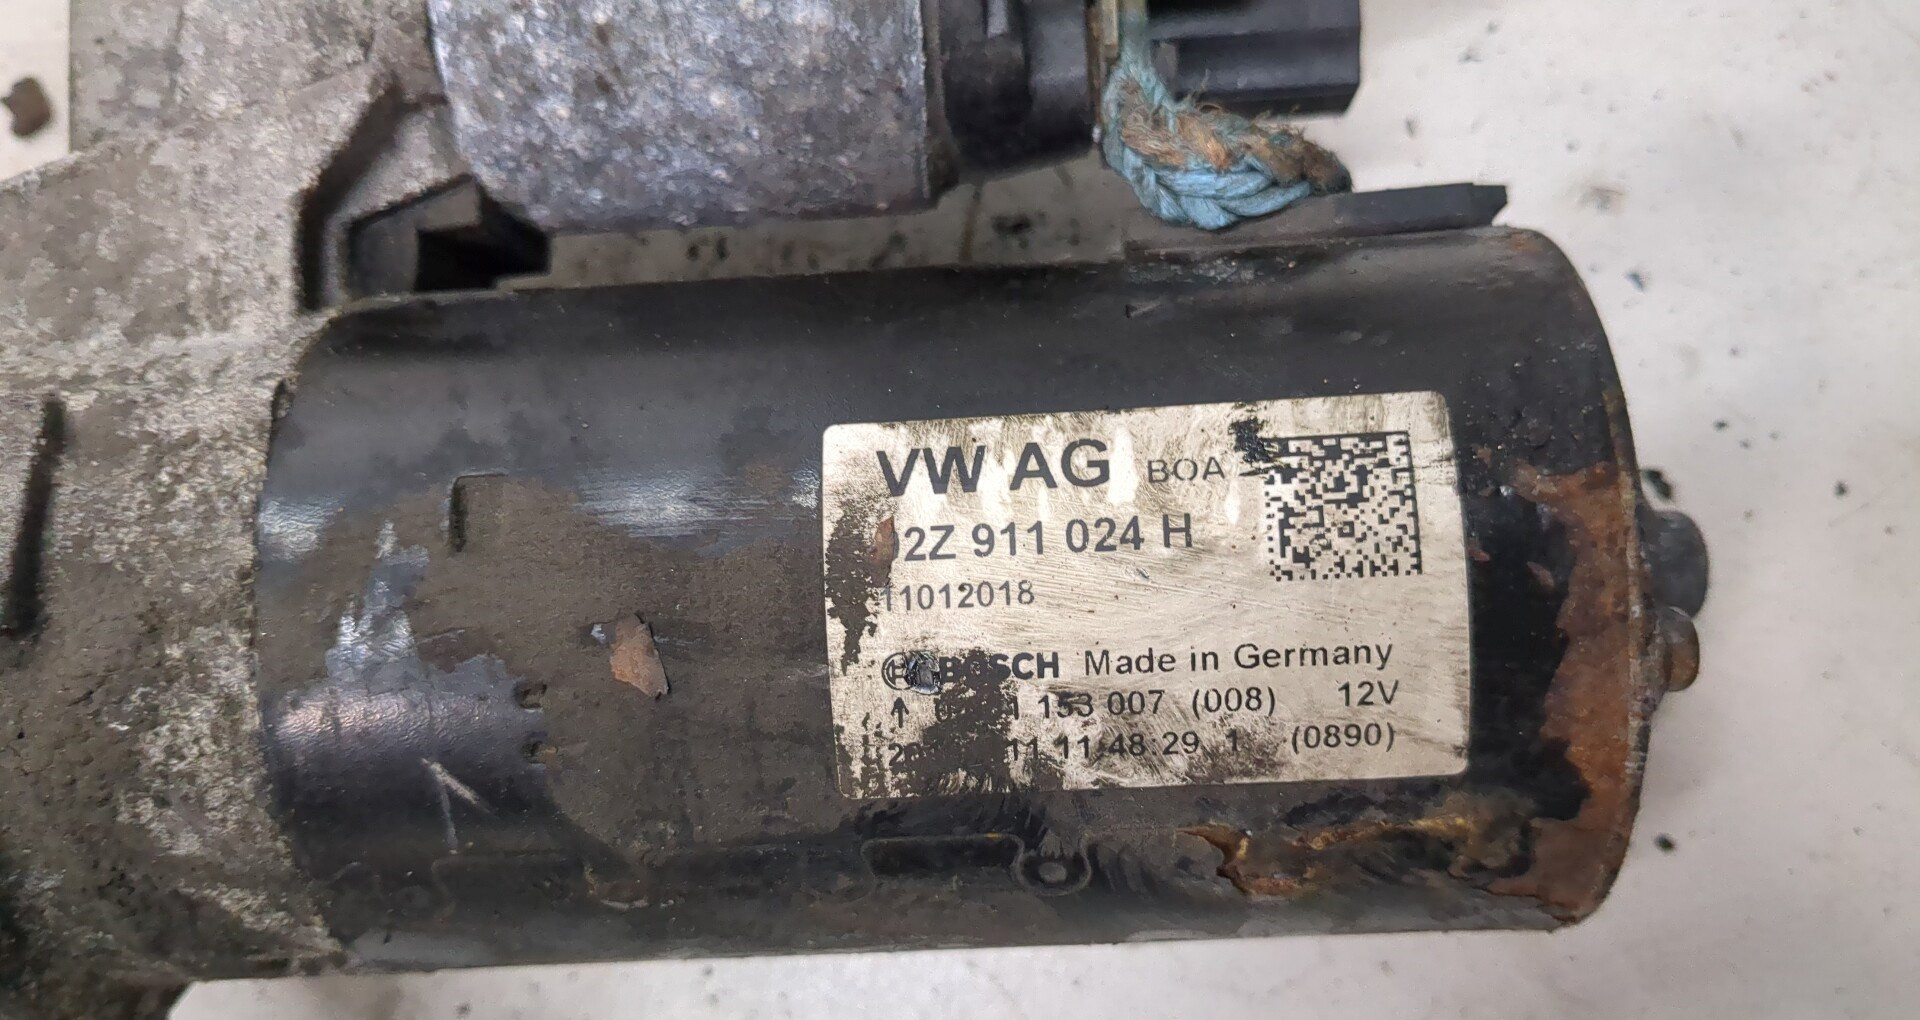 VW AG BOA
02Z 911 024 H
11012018
BOSCH Made in Germany
153 007 (008) 12V
11 11:48:29 1 (0890)